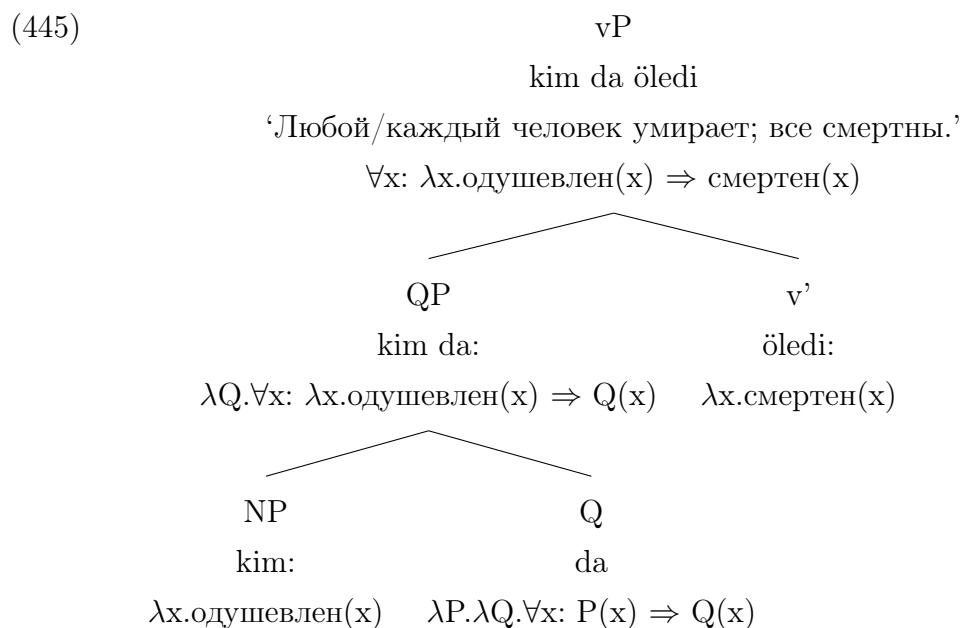 (445) vP
kim da öledi
‘Любой/каждый человек умирает; все смертны.’
∀x: λx.одушевлен(x) ⇒ смертен(x)
QP v’
kim da: öledi:
λQ.∀x: λx.одушевлен(x) ⇒ Q(x) λx.смертен(x)
NP Q
kim: da
λx.одушевлен(x) λP.λQ.∀x: P(x) ⇒ Q(x)